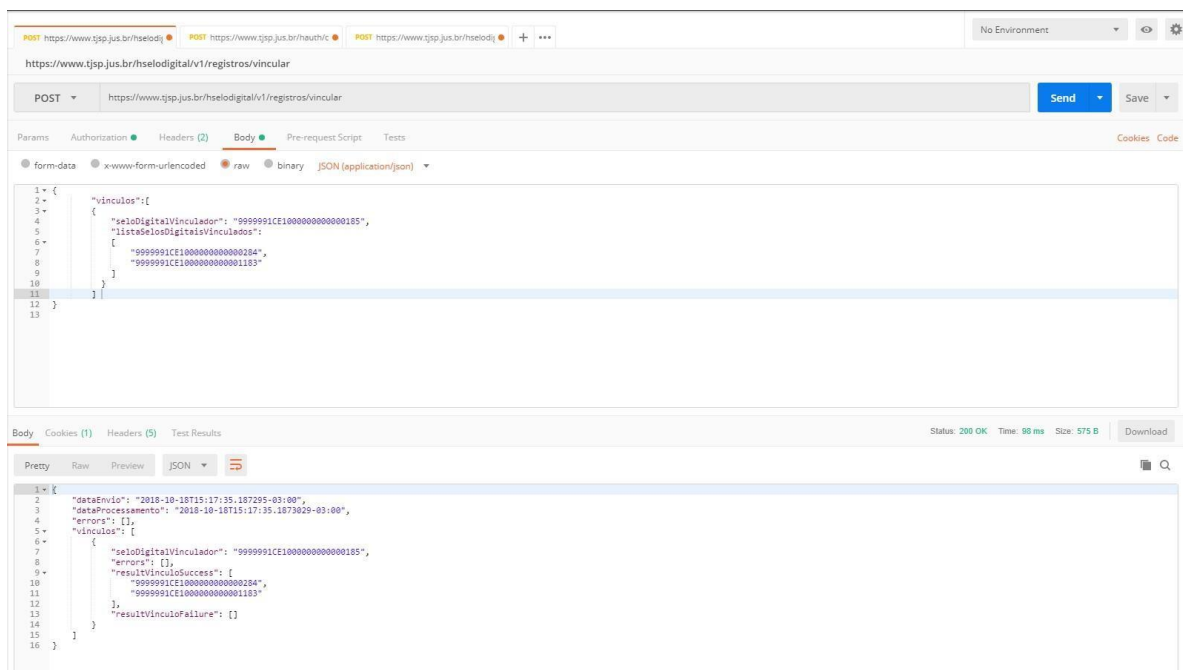 POST https://www.tjsp.jus.br/hselodig POST https://www.tjsp.jus.br/hauth/c POST https://www.tjsp.jus.br/hselodig + ••• No Environment
https://www.tjsp.jus.br/hselodigital/v1/registros/vincular
POST https://www.tjsp.jus.br/hselodigital/v1/registros/vincular Send Save
Params Authorization Headers (2) Body Pre-request Script Tests Cookies Code
form-data x-www-form-urlencoded raw binary JSON (application/json)
1 {
2 "vinculos":[
3 {
4 "seloDigitalVinculador": "9999991CE1000000000000185",
5 "listaSelosDigitaisVinculados":
6 [
7 "9999991CE1000000000000284",
8 "9999991CE1000000000001183"
9 ]
10 }
11 ]
12 }
13
Body Cookies (1) Headers (5) Test Results Status: 200 OK Time: 98 ms Size: 575 B Download
Pretty Raw Preview JSON
1 {
2 "dataEnvio": "2018-10-18T15:17:35.187295-03:00",
3 "dataProcessamento": "2018-10-18T15:17:35.1873029-03:00",
4 "errors": [],
5 "vinculos": [
6 {
7 "seloDigitalVinculador": "9999991CE1000000000000185",
8 "errors": [],
9 "resultVinculoSuccess": [
10 "9999991CE1000000000000284",
11 "9999991CE1000000000001183"
12 ],
13 "resultVinculoFailure": []
14 }
15 ]
16 }